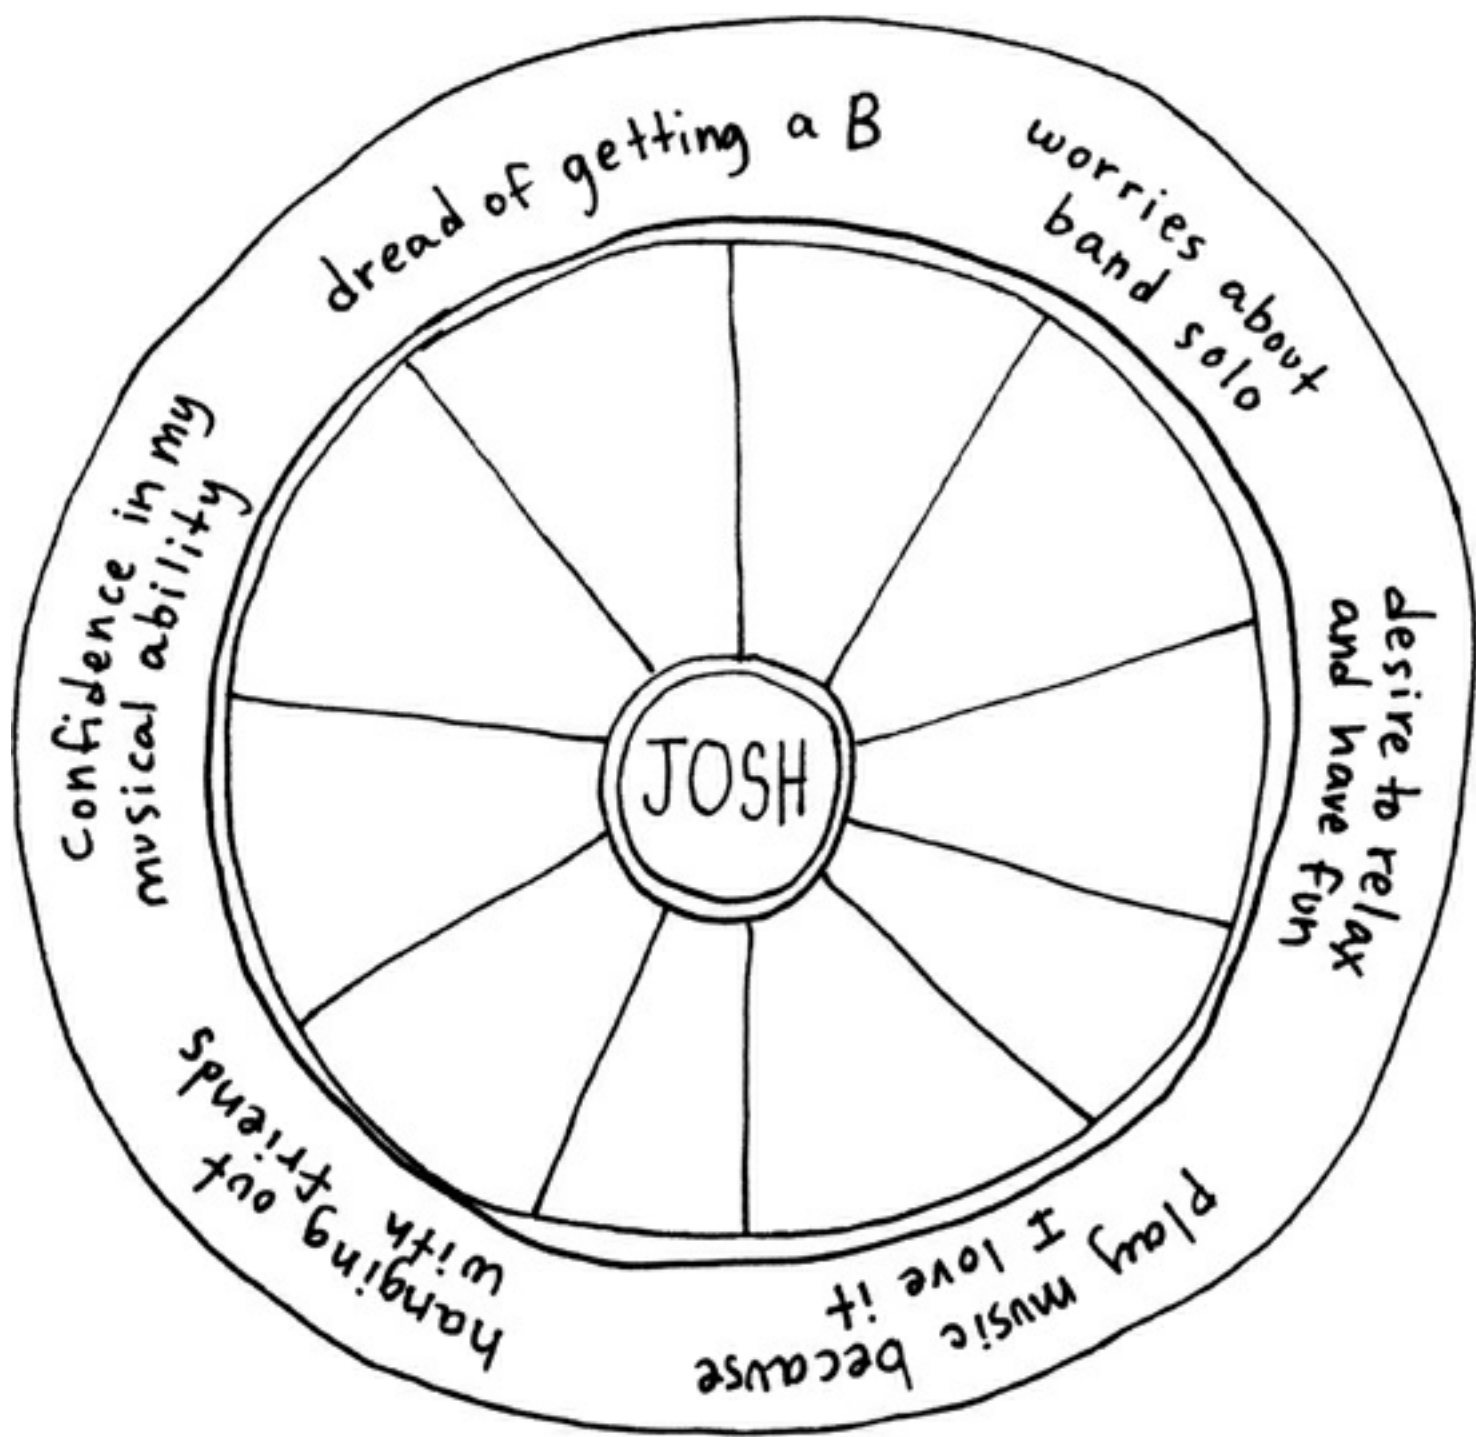 dread of getting a B
worries about
band solo
desire to relax
and have fun
play music because
I love it
hanging out
with friends
confidence in my
musical ability
JOSH